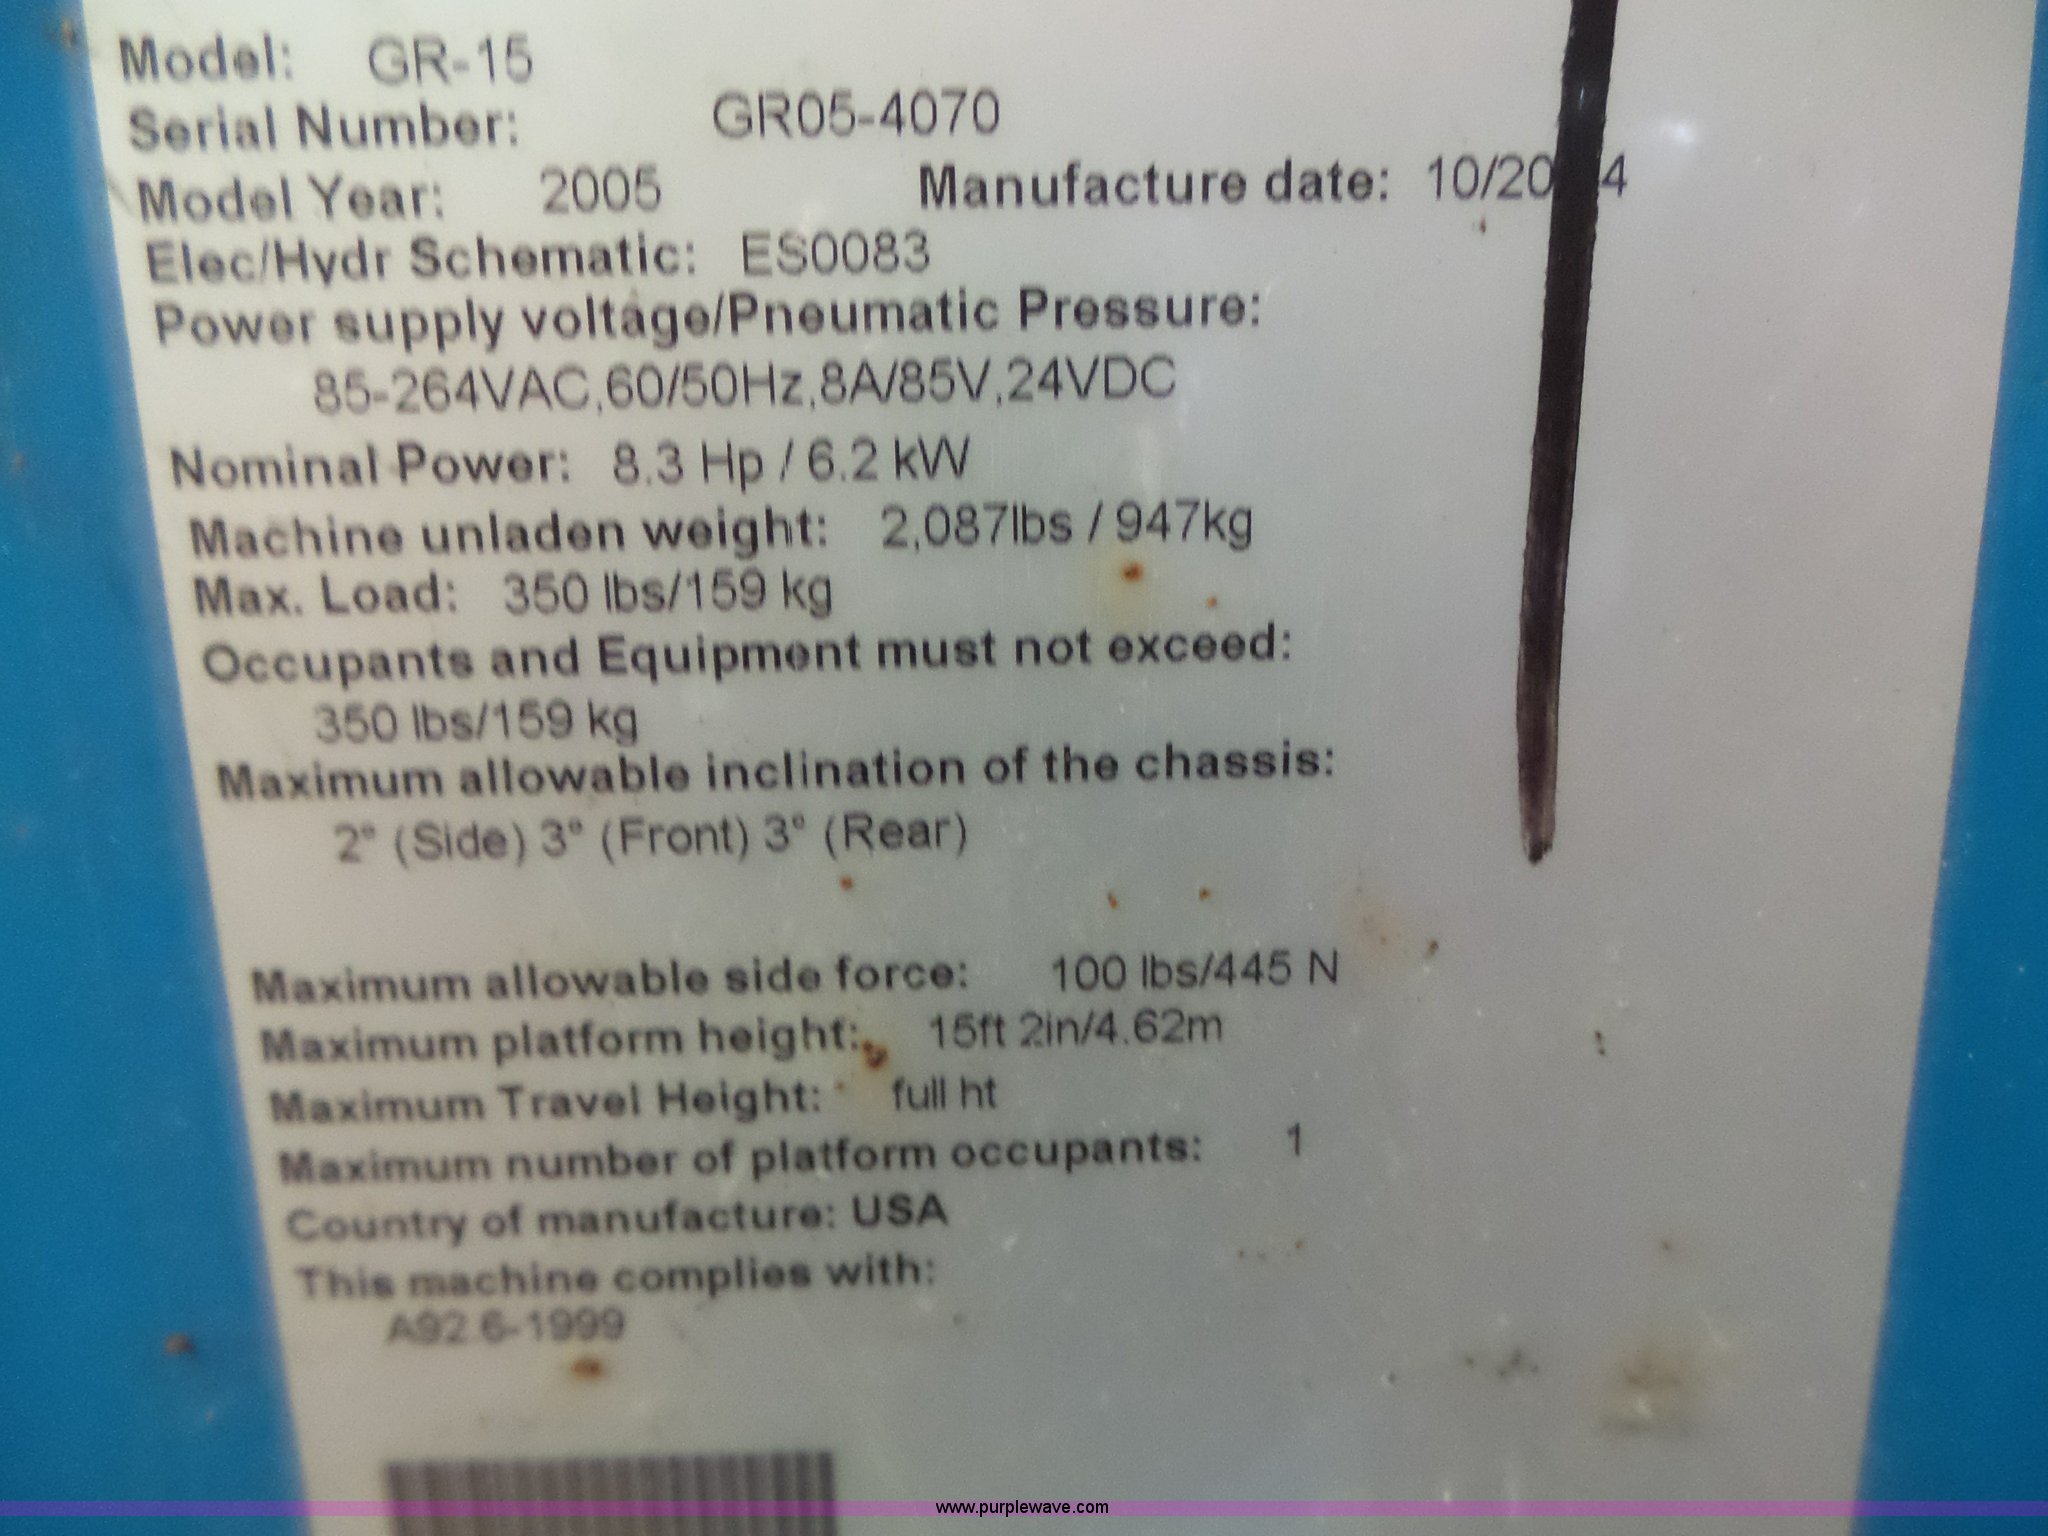 Model: GR-15
Serial Number: GR05-4070
Model Year: 2005 Manufacture date:
Elec/Hydr Schematic: ES0083
Power supply voltage/Pneumatic Pressure:
85-264VAC,60/50Hz,8A/85V,24VDC
Nominal Power: 8.3 Hp / 6.2 kW
Machine unladen weight: 2,087lbs / 947kg
Max. Load: 350 lbs/159 kg
Occupants and Equipment must not exceed:
350 lbs/159 kg
Maximum allowable inclination of the chassis:
2° (Side) 3° (Front) 3° (Rear)
Maximum allowable side force: 100 lbs/445 N
Maximum platform height: 15ft 2in/4.62m
Maximum Travel Height: full ht
Maximum number of platform occupants: 1
Country of manufacture: USA
This machine complies with:
A92.6-1999
www.purplewave.com